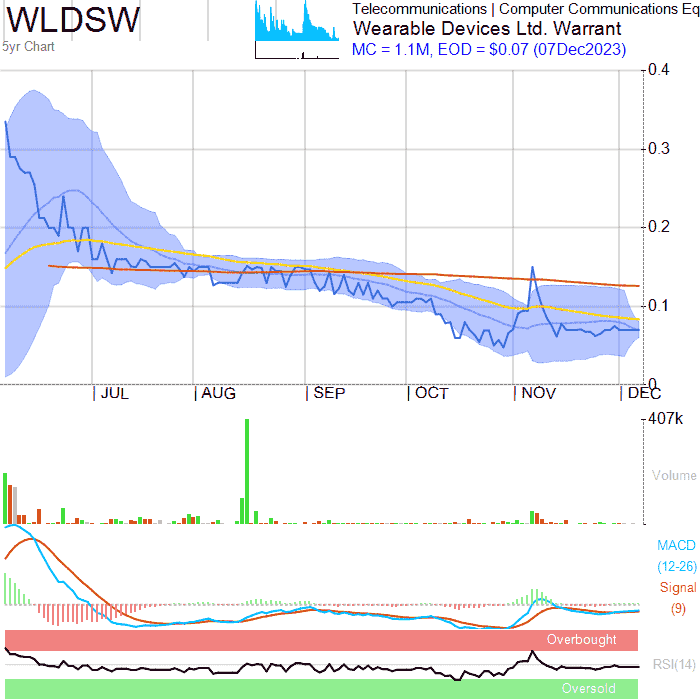 WLDSW
5yr Chart
Telecommunications | Computer Communications Eq
Wearable Devices Ltd. Warrant
MC = 1.1M, EOD = $0.07 (07Dec2023)
0.4
0.3
0.2
0.1
0
JUL AUG SEP OCT NOV DEC
407k
Volume
MACD
(12-26)
Signal
(9)
Overbought
RSI(14)
Oversold